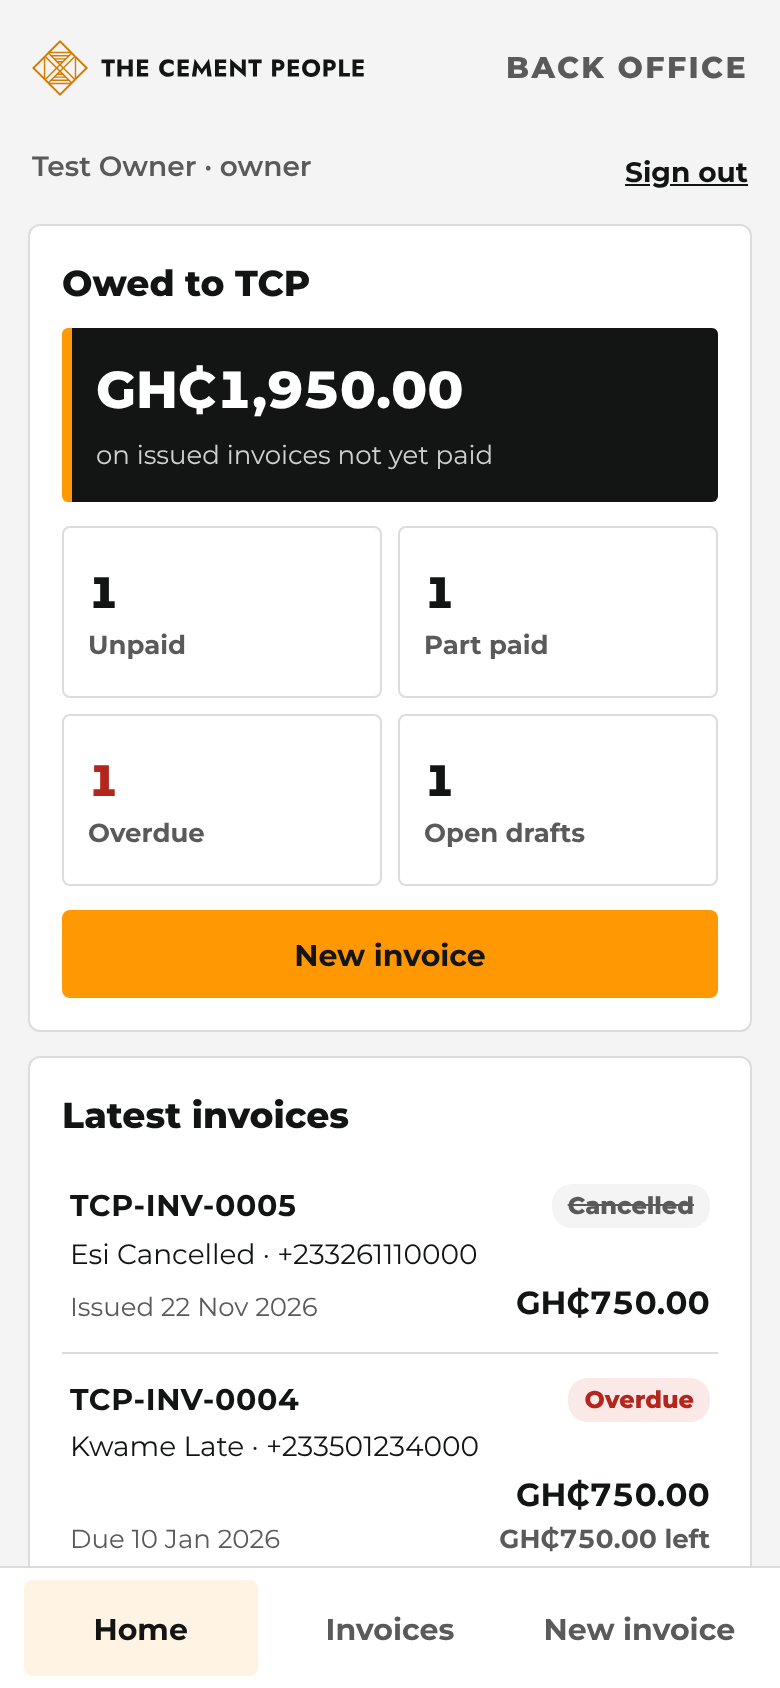 THE CEMENT PEOPLE
BACK OFFICE
Test Owner · owner
Sign out
Owed to TCP
GH₵1,950.00
on issued invoices not yet paid
1
Unpaid
1
Part paid
1
Overdue
1
Open drafts
New invoice
Latest invoices
TCP-INV-0005
Cancelled
Esi Cancelled · +233261110000
Issued 22 Nov 2026
GH₵750.00
TCP-INV-0004
Overdue
Kwame Late · +233501234000
GH₵750.00
Due 10 Jan 2026
GH₵750.00 left
Home
Invoices
New invoice